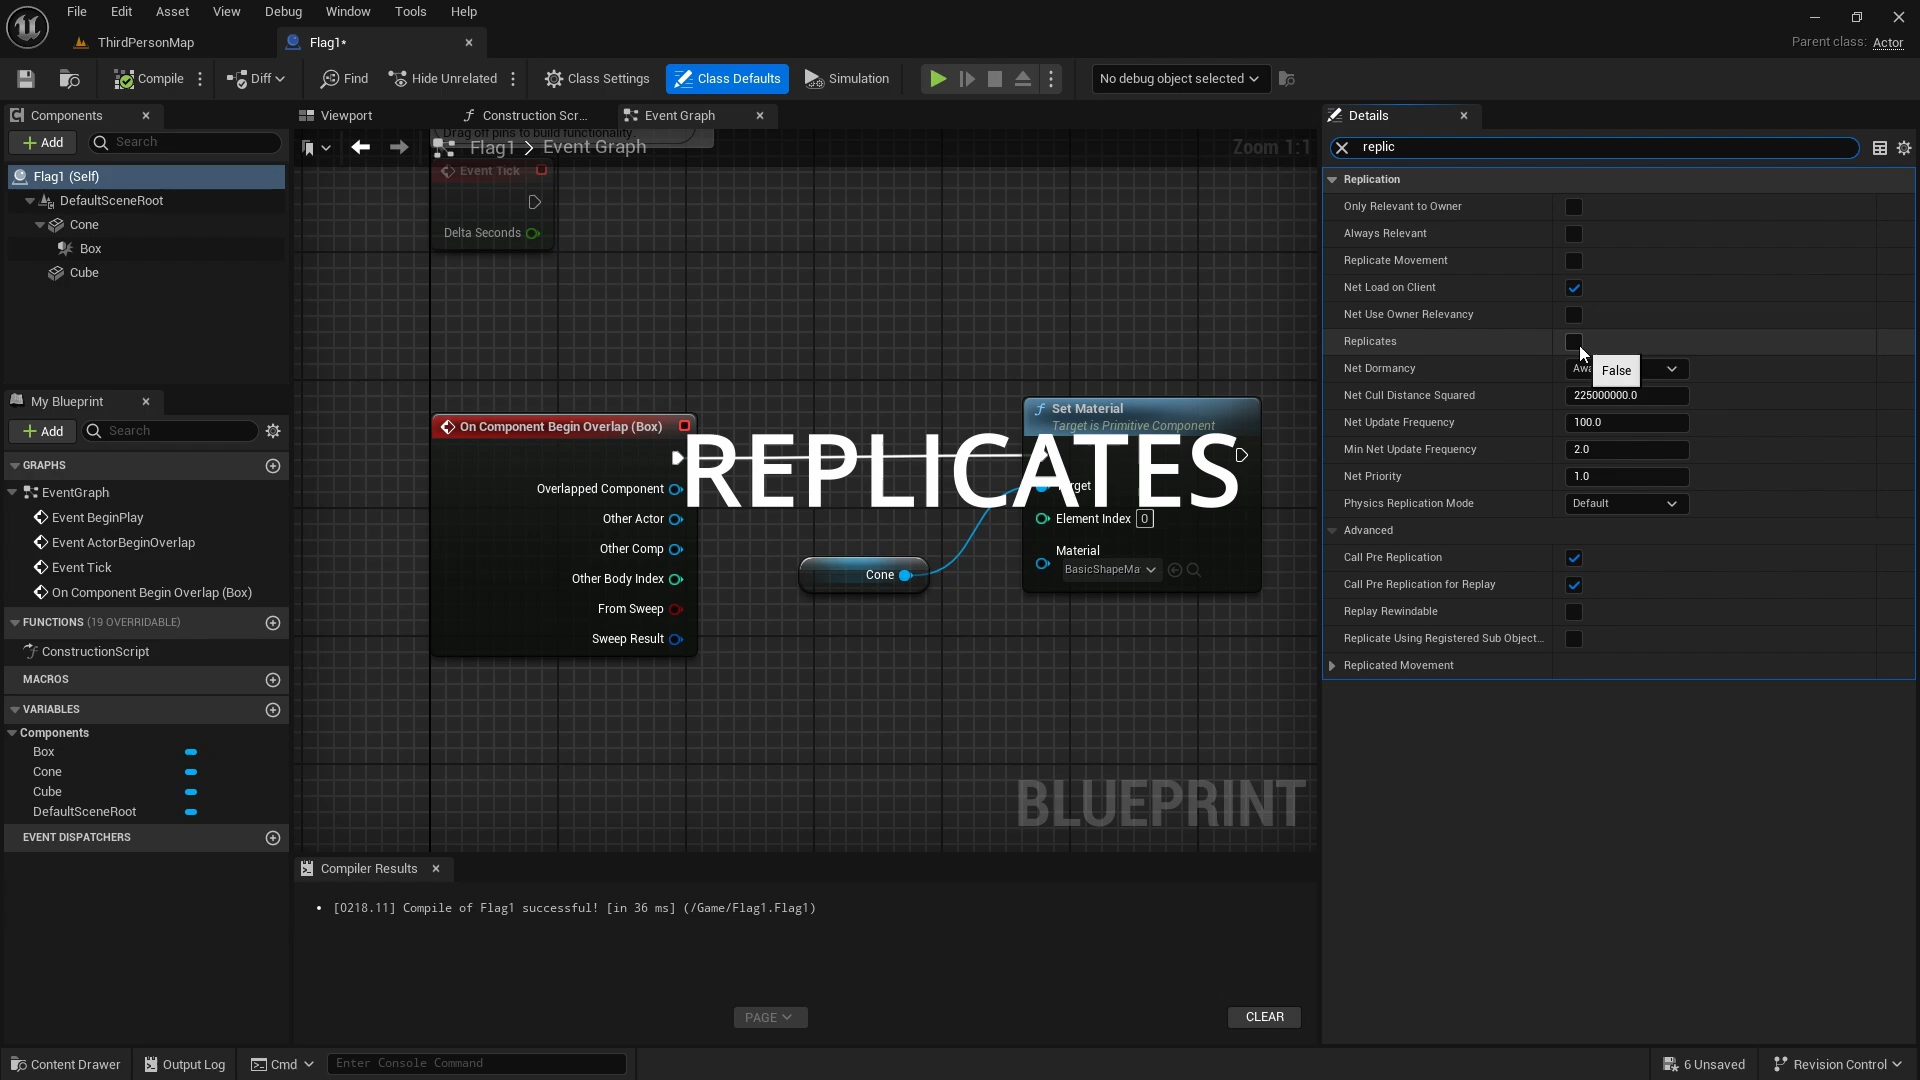 File Edit Asset View Debug Window Tools Help
ThirdPersonMap
Flag1*
Parent class: Actor
Compile
Diff
Find
Hide Unrelated
Class Settings
Class Defaults
Simulation
No debug object selected
Components
Add
Search
Flag1 (Self)
DefaultSceneRoot
Cone
Box
Cube
My Blueprint
Add
Search
GRAPHS
EventGraph
Event BeginPlay
Event ActorBeginOverlap
Event Tick
On Component Begin Overlap (Box)
FUNCTIONS (19 OVERRIDABLE)
ConstructionScript
MACROS
VARIABLES
Components
Box
Cone
Cube
DefaultSceneRoot
EVENT DISPATCHERS
Viewport
Construction Scr...
Event Graph
Drag off pins to build functionality.
Flag1 > Event Graph
Zoom 1:1
Event Tick
Delta Seconds
On Component Begin Overlap (Box)
Overlapped Component
Other Actor
Other Comp
Other Body Index
From Sweep
Sweep Result
REPLICATES
Cone
Set Material
Target is Primitive Component
Target
Element Index 0
Material
BasicShapeMa
BLUEPRINT
Compiler Results
[0218.11] Compile of Flag1 successful! [in 36 ms] (/Game/Flag1.Flag1)
PAGE
CLEAR
Details
replic
Replication
Only Relevant to Owner
Always Relevant
Replicate Movement
Net Load on Client
Net Use Owner Relevancy
Replicates
Net Dormancy
False
Net Cull Distance Squared 225000000.0
Net Update Frequency 100.0
Min Net Update Frequency 2.0
Net Priority 1.0
Physics Replication Mode Default
Advanced
Call Pre Replication
Call Pre Replication for Replay
Replay Rewindable
Replicate Using Registered Sub Object...
Replicated Movement
Content Drawer
Output Log
Cmd
Enter Console Command
6 Unsaved
Revision Control